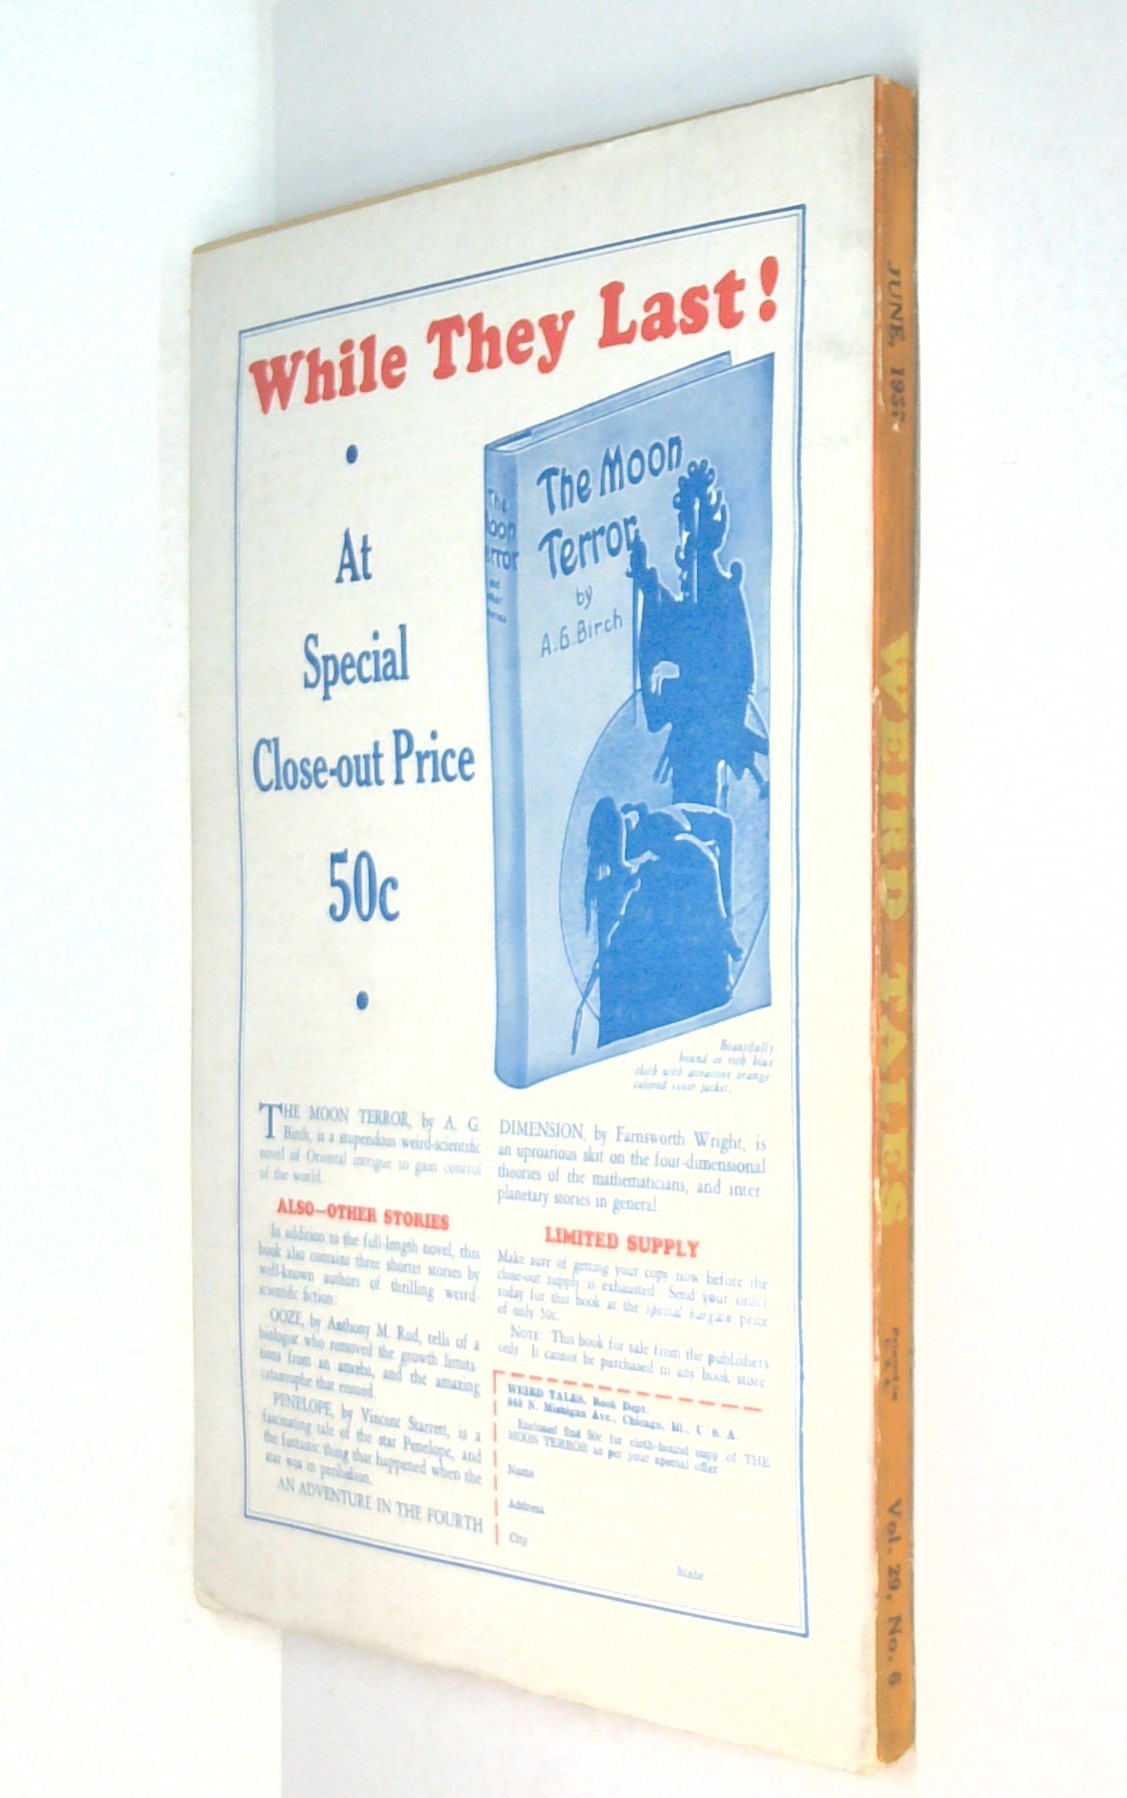 While They Last!
At
Special
Close-out Price
50c
The Moon
Terror
by
A.G. Birch
The
Moon
Terror
and
Other
Stories
Beautifully
bound in rich blue
cloth with attractive orange-
colored cover jacket.
THE MOON TERROR, by A. G.
Birch, is a stupendous weird-scientific
novel of Oriental intrigue to gain control
of the world.
ALSO—OTHER STORIES
In addition to the full-length novel, this
book also contains three shorter stories by
well-known authors of thrilling weird-
scientific fiction:
OOZE, by Anthony M. Rud, tells of a
biologist who removed the growth limita-
tions from an amœba, and the amazing
catastrophe that ensued.
PENELOPE, by Vincent Starrett, is a
fascinating tale of the star Penelope, and
the fantastic thing that happened when the
star was in perihelion.
AN ADVENTURE IN THE FOURTH
DIMENSION, by Farnsworth Wright, is
an uproarious skit on the four-dimensional
theories of the mathematicians, and inter-
planetary stories in general.
LIMITED SUPPLY
Make sure of getting your copy now before the
close-out supply is exhausted. Send your order
today for this book at the special bargain price
of only 50c.
NOTE: This book for sale from the publishers
only. It cannot be purchased in any book store.
WEIRD TALES, Book Dept.
840 N. Michigan Ave., Chicago, Ill., U. S. A.
Enclosed find 50c for cloth-bound copy of THE
MOON TERROR as per your special offer.
Name
Address
City
State
JUNE, 1937
WEIRD TALES
Printed in
U. S. A.
Vol. 29, No. 6